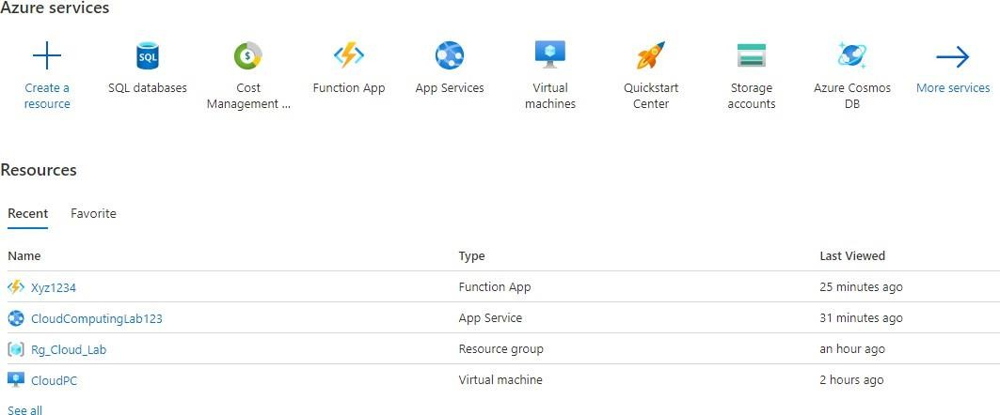 Azure services
Create a resource
SQL databases
Cost Management ...
Function App
App Services
Virtual machines
Quickstart Center
Storage accounts
Azure Cosmos DB
More services
Resources
Recent Favorite
Name Type Last Viewed
Xyz1234 Function App 25 minutes ago
CloudComputingLab123 App Service 31 minutes ago
Rg_Cloud_Lab Resource group an hour ago
CloudPC Virtual machine 2 hours ago
See all